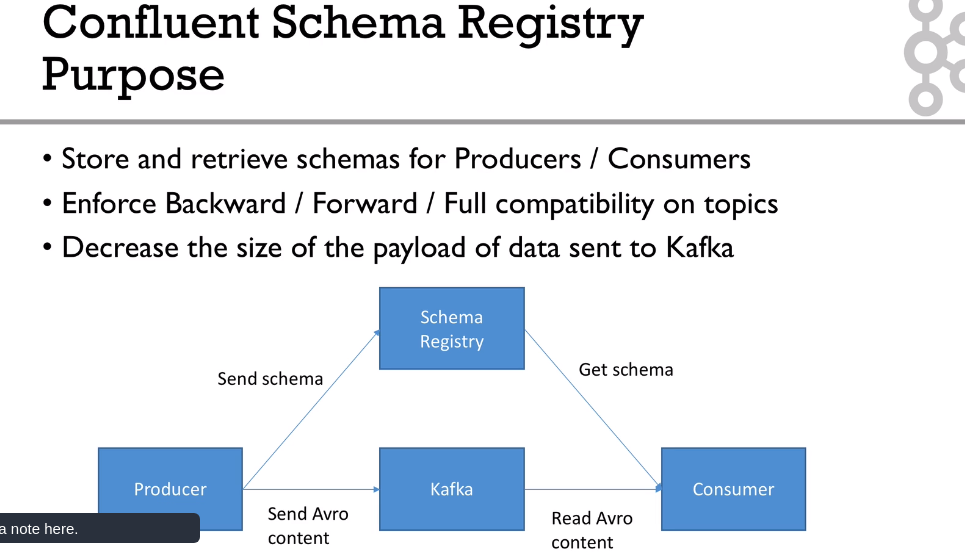 Confluent Schema Registry
Purpose
• Store and retrieve schemas for Producers / Consumers
• Enforce Backward / Forward / Full compatibility on topics
• Decrease the size of the payload of data sent to Kafka
Schema
Registry
Send schema
Get schema
Producer
Kafka
Consumer
Send Avro
content
Read Avro
content
a note here.